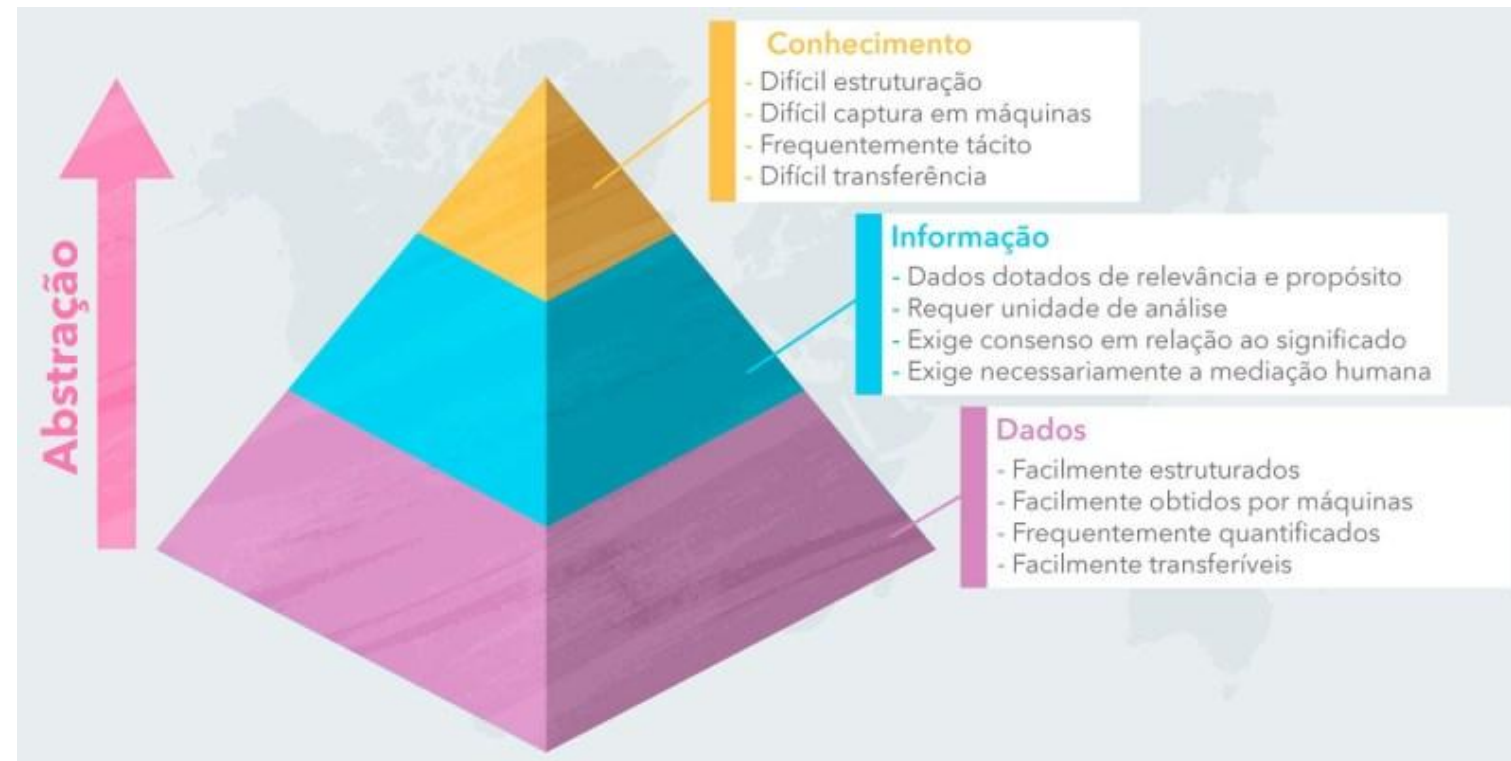 Abstração
Conhecimento
- Difícil estruturação
- Difícil captura em máquinas
- Frequentemente tácito
- Difícil transferência
Informação
- Dados dotados de relevância e propósito
- Requer unidade de análise
- Exige consenso em relação ao significado
- Exige necessariamente a mediação humana
Dados
- Facilmente estruturados
- Facilmente obtidos por máquinas
- Frequentemente quantificados
- Facilmente transferíveis